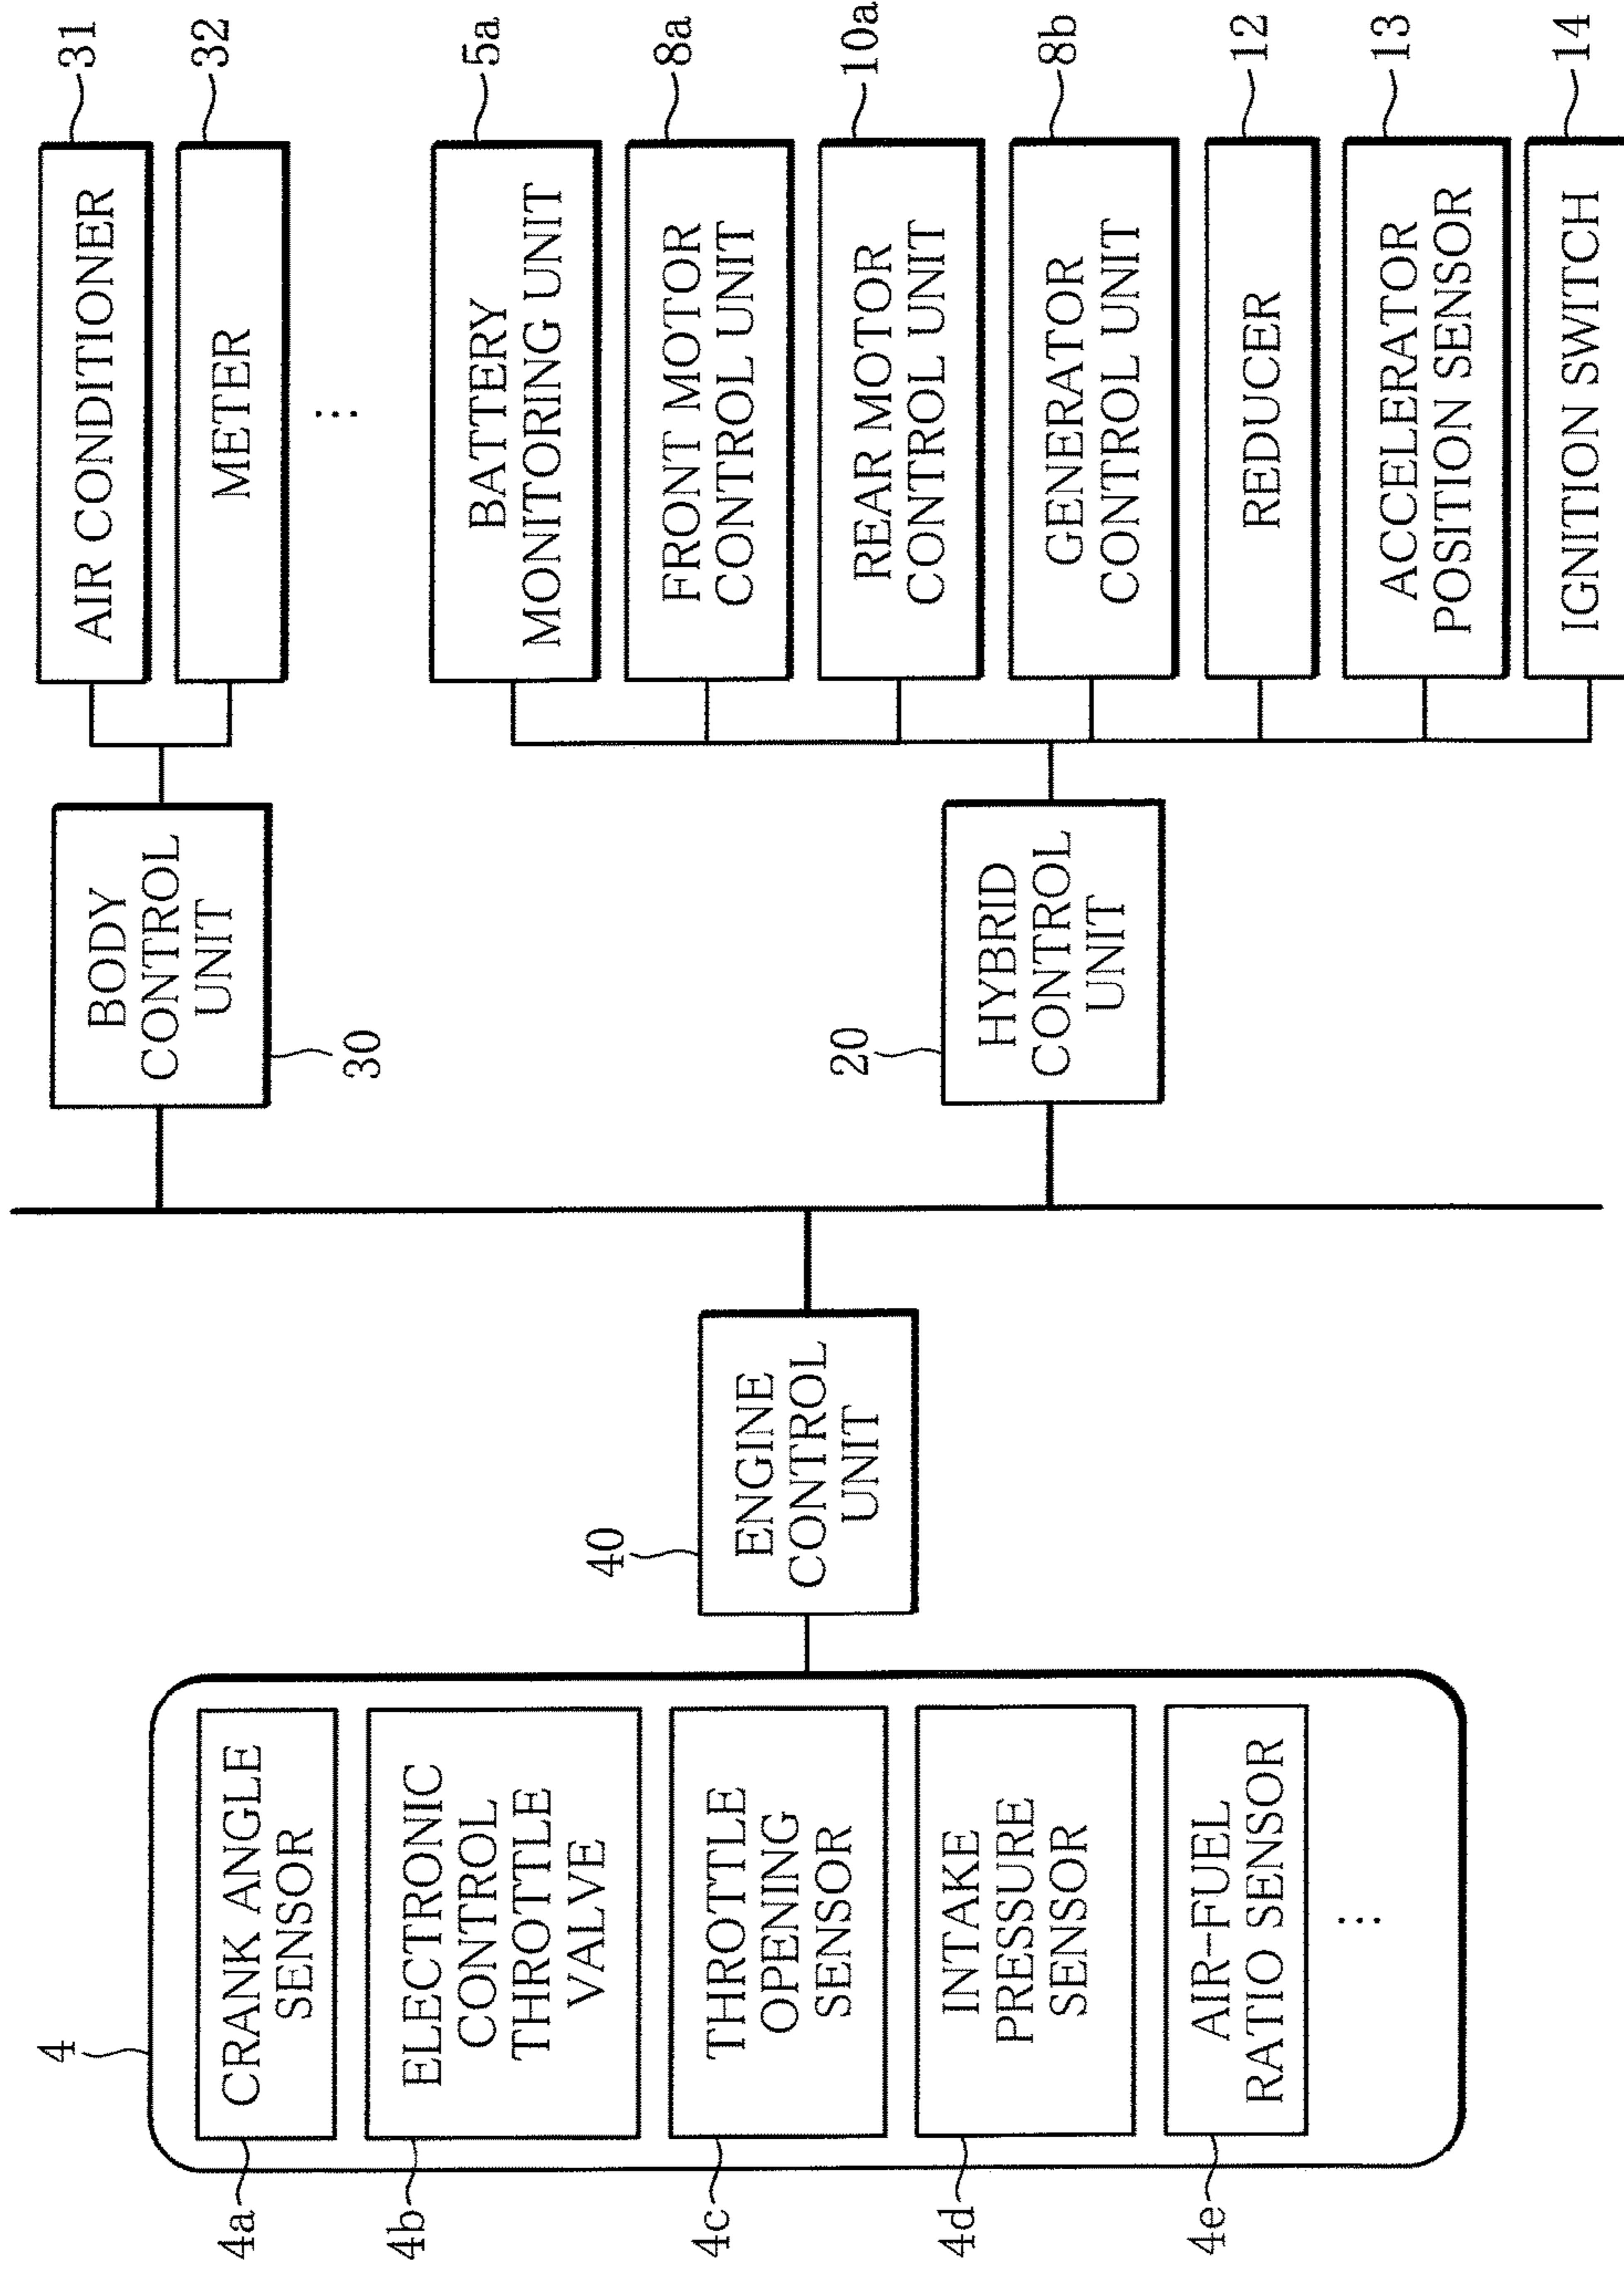 4
4a
CRANK ANGLE
SENSOR
4b
ELECTRONIC
CONTROL
THROTTLE
VALVE
4c
THROTTLE
OPENING
SENSOR
4d
INTAKE
PRESSURE
SENSOR
4e
AIR-FUEL
RATIO SENSOR
⋮
40
ENGINE
CONTROL
UNIT
BODY
CONTROL
UNIT
30
20
HYBRID
CONTROL
UNIT
AIR CONDITIONER
31
METER
32
⋮
BATTERY
MONITORING UNIT
5a
FRONT MOTOR
CONTROL UNIT
8a
REAR MOTOR
CONTROL UNIT
10a
GENERATOR
CONTROL UNIT
8b
REDUCER
12
ACCELERATOR
POSITION SENSOR
13
IGNITION SWITCH
14